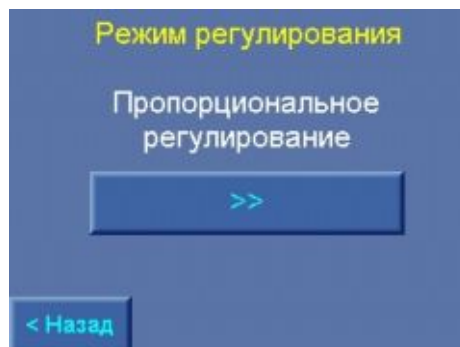 Режим регулирования
Пропорциональное
регулирование
>>
< Назад